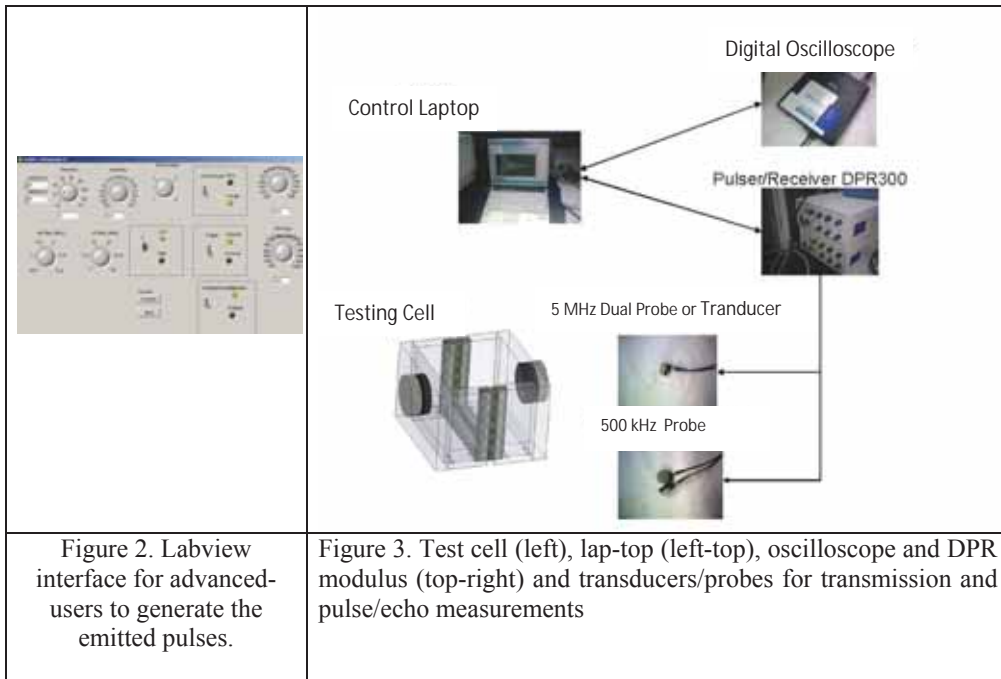 Digital Oscilloscope
Control Laptop
Pulser/Receiver DPR300
Testing Cell
5 MHz Dual Probe or Tranducer
500 kHz Probe
Figure 2. Labview
interface for advanced-
users to generate the
emitted pulses.
Figure 3. Test cell (left), lap-top (left-top), oscilloscope and DPR
modulus (top-right) and transducers/probes for transmission and
pulse/echo measurements